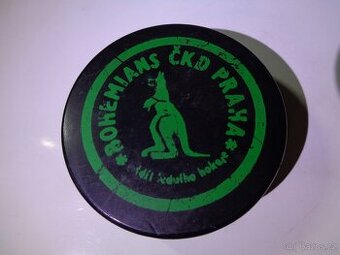 BOHEMIANS ČKD PRAHA
oddíl ledního hokeje